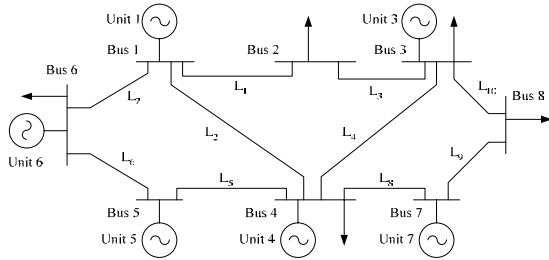 Unit 1
Unit 3
Bus 1
Bus 2
Bus 3
Bus 6
L7
L1
L3
L10
Bus 8
L2
L4
Unit 6
L6
L5
L8
L9
Bus 5
Bus 4
Bus 7
Unit 5
Unit 4
Unit 7